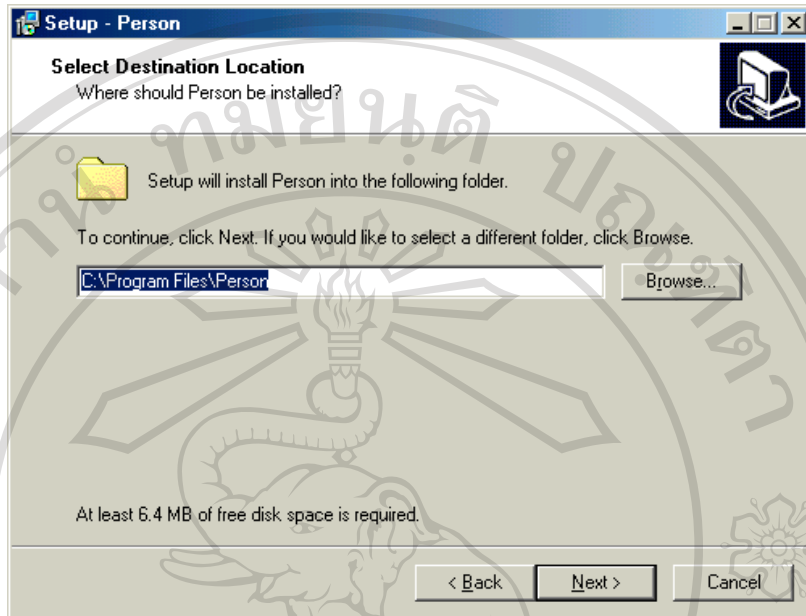 Setup - Person
Select Destination Location
Where should Person be installed?
Setup will install Person into the following folder.
To continue, click Next. If you would like to select a different folder, click Browse.
C:\Program Files\Person
Browse...
At least 6.4 MB of free disk space is required.
< Back
Next >
Cancel